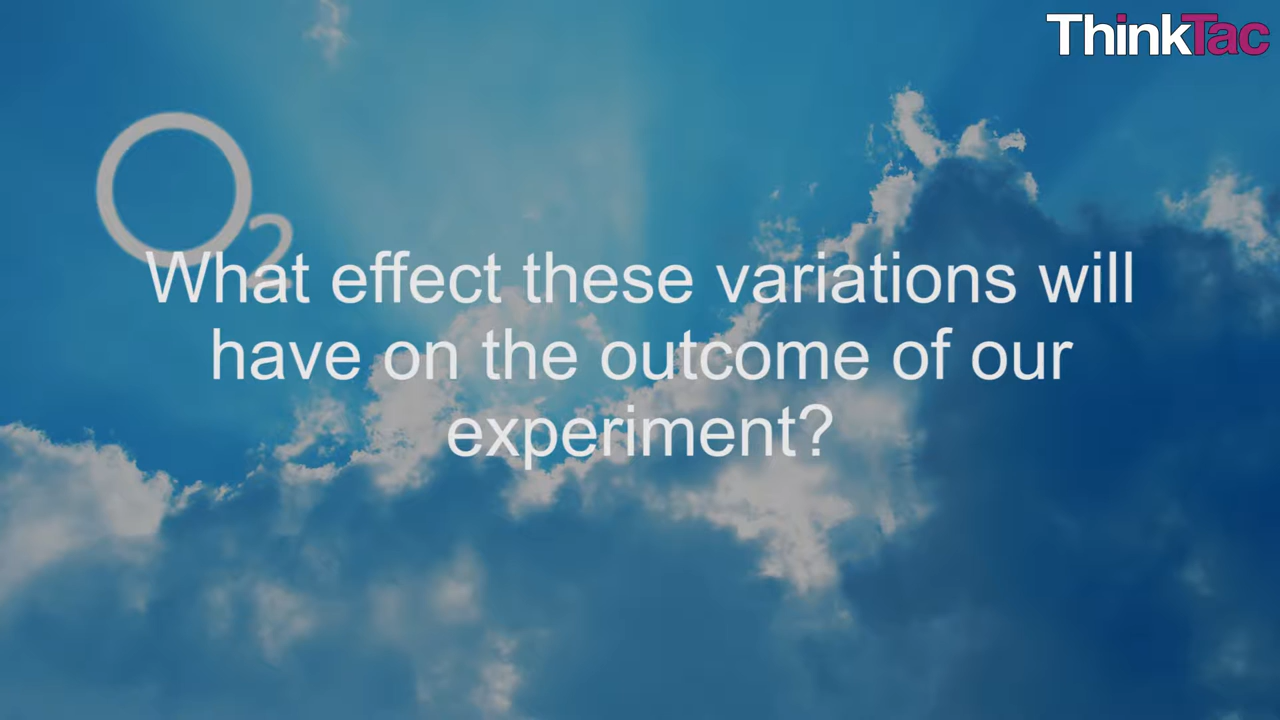 ThinkTac
O2
What effect these variations will
have on the outcome of our
experiment?